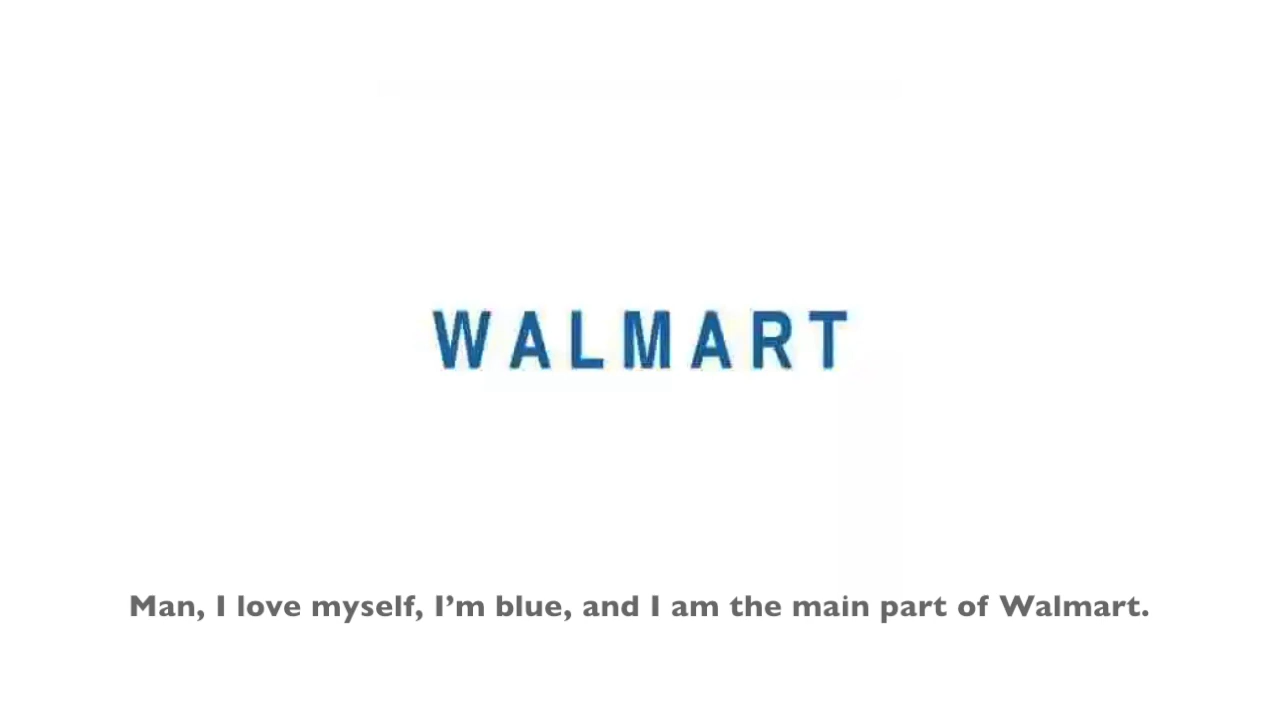 WALMART
Man, I love myself, I’m blue, and I am the main part of Walmart.